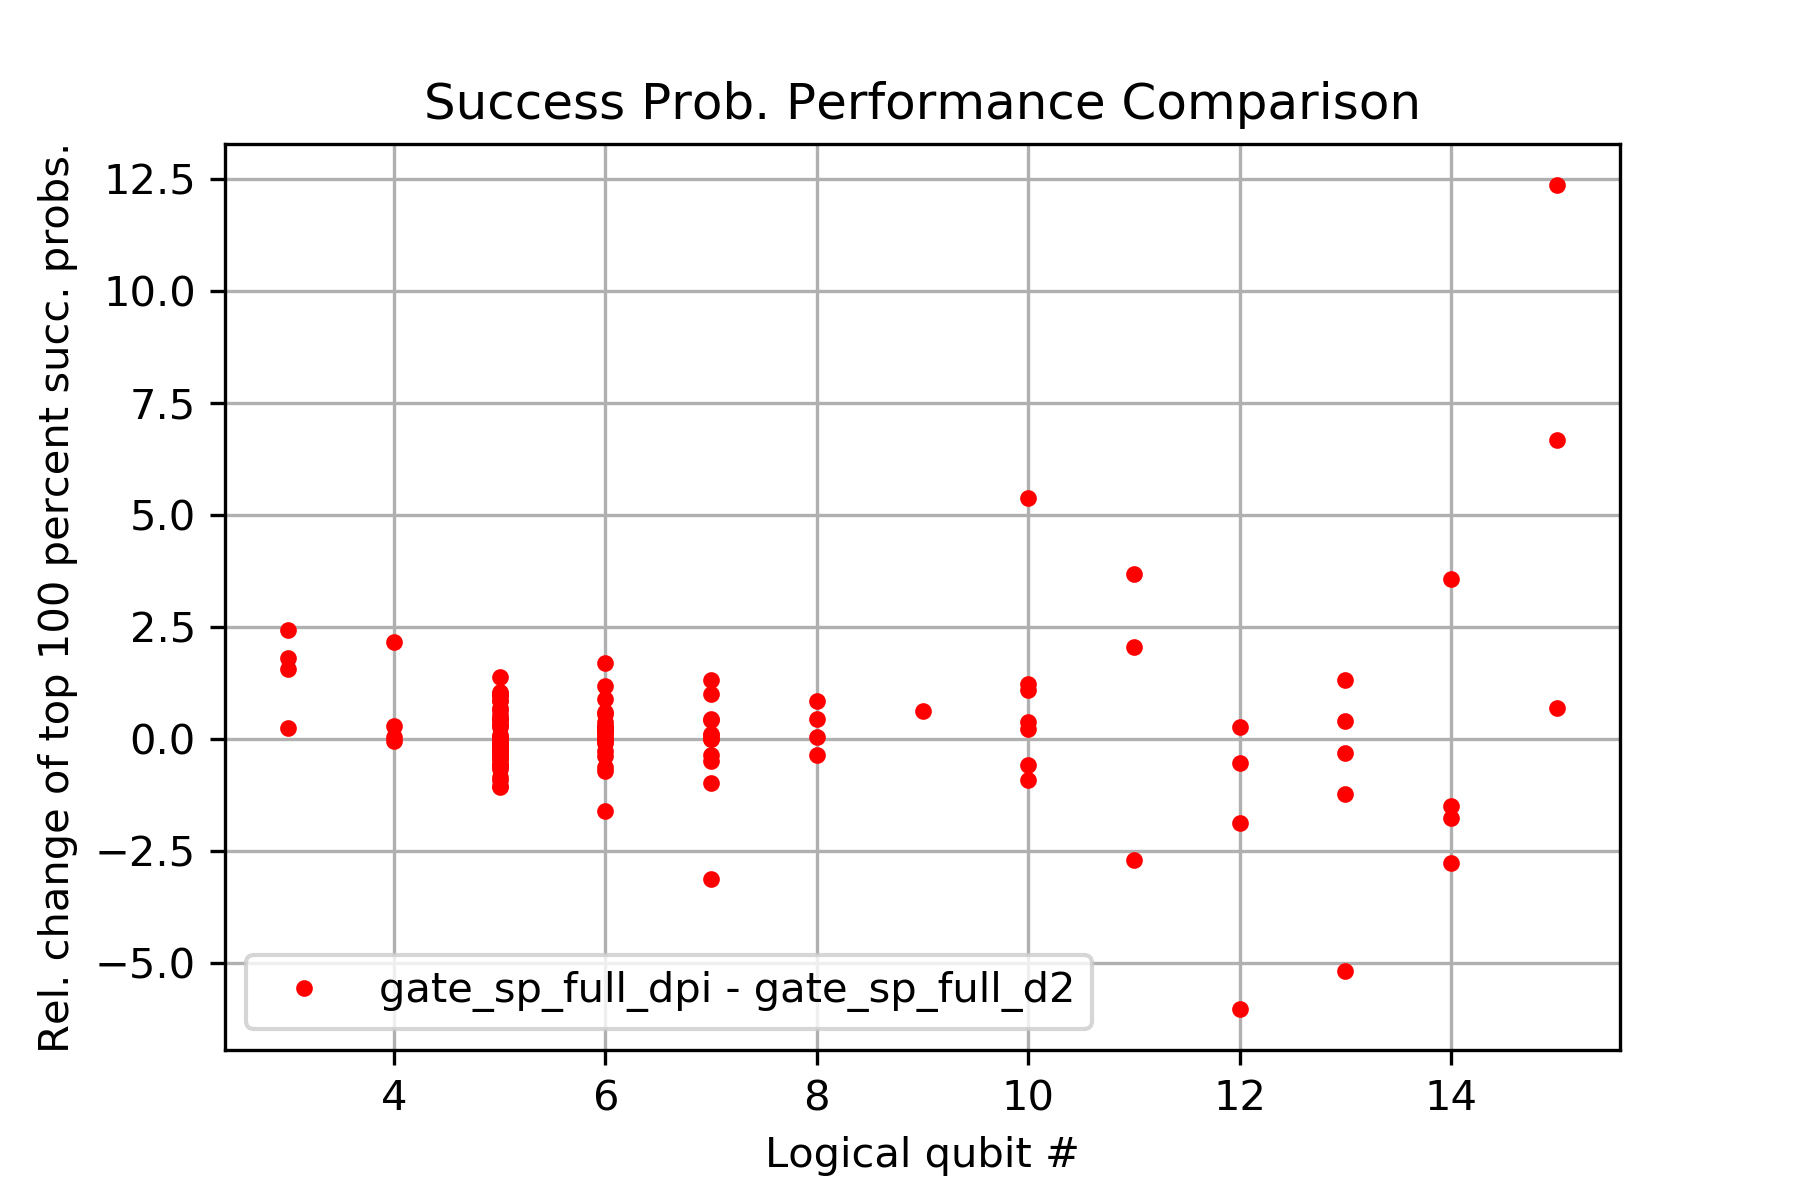 Success Prob. Performance Comparison
Rel. change of top 100 percent succ. probs.
12.5
10.0
7.5
5.0
2.5
0.0
−2.5
−5.0
gate_sp_full_dpi - gate_sp_full_d2
4 6 8 10 12 14
Logical qubit #